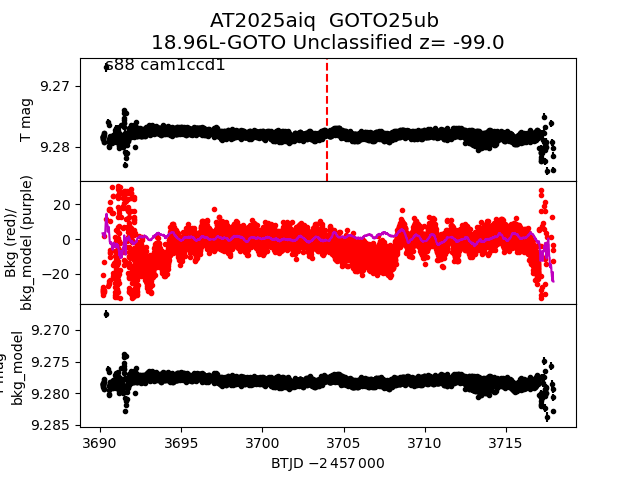 AT2025aiq  GOTO25ub
18.96L-GOTO Unclassified z= -99.0
s88 cam1ccd1
T mag
9.27
9.28
Bkg (red)/
bkg_model (purple)
20
0
−20
mag
bkg_model
9.270
9.275
9.280
9.285
3690
3695
3700
3705
3710
3715
BTJD −2 457 000